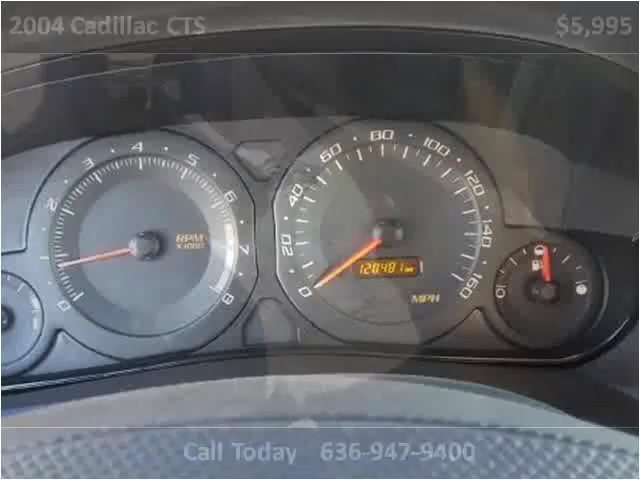 2004 Cadillac CTS $5,995
0 2 3 4 5 6 7 8
RPM
X1000
0 20 40 60 80 100 120 140 160
120481
MPH
Call Today 636-947-9400